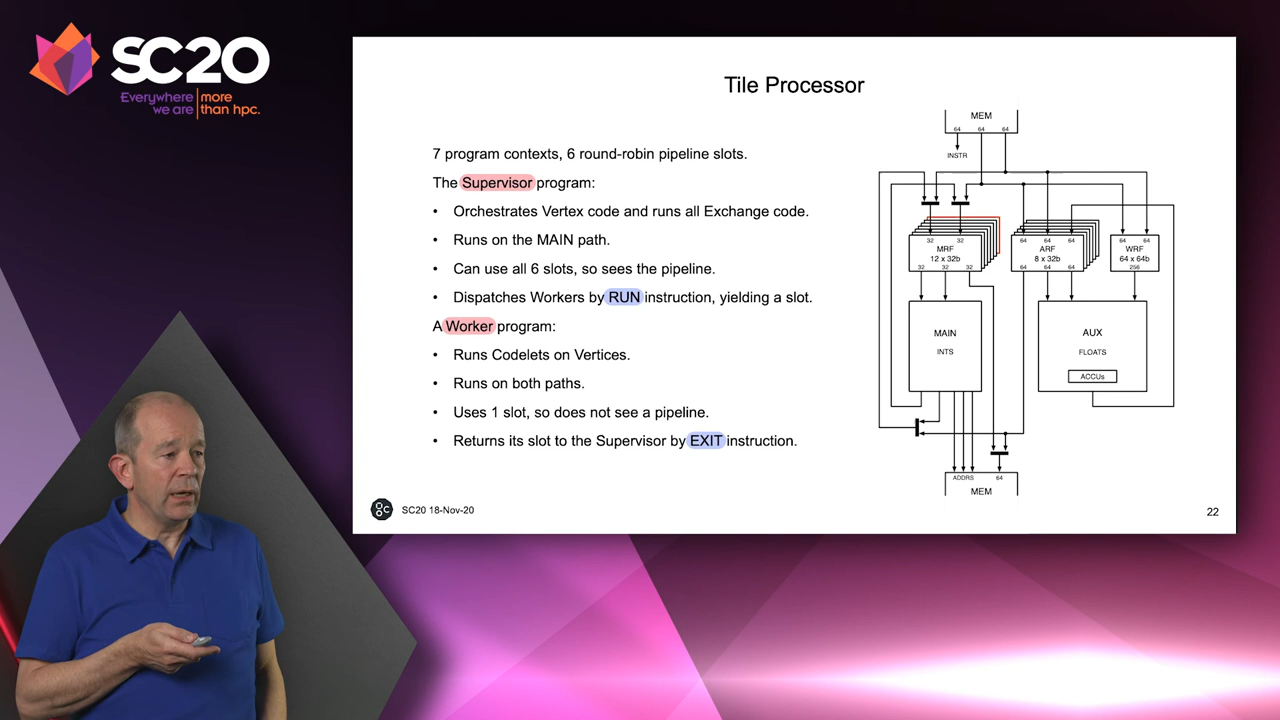 SC20
Everywhere more
we are than hpc.
Tile Processor
7 program contexts, 6 round-robin pipeline slots.
The Supervisor program:
• Orchestrates Vertex code and runs all Exchange code.
• Runs on the MAIN path.
• Can use all 6 slots, so sees the pipeline.
• Dispatches Workers by RUN instruction, yielding a slot.
A Worker program:
• Runs Codelets on Vertices.
• Runs on both paths.
• Uses 1 slot, so does not see a pipeline.
• Returns its slot to the Supervisor by EXIT instruction.
MEM
64 64 64
INSTR
32 32
MRF
12 x 32b
32 32 32
64 64 64
ARF
8 x 32b
64 64 64
64 64
WRF
64 x 64b
256
MAIN
INTS
AUX
FLOATS
ACCUs
ADDRS 64
MEM
SC20 18-Nov-20
22